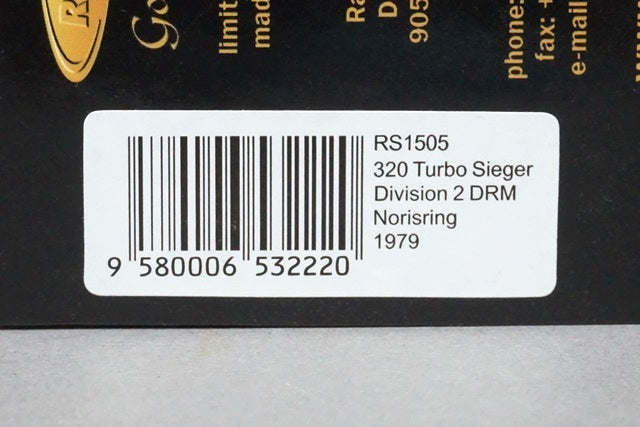 Go
limit
mad
Ra
D
905
phone:
fax: +
e-mail
RS1505
320 Turbo Sieger
Division 2 DRM
Norisring
1979
9 580006 532220